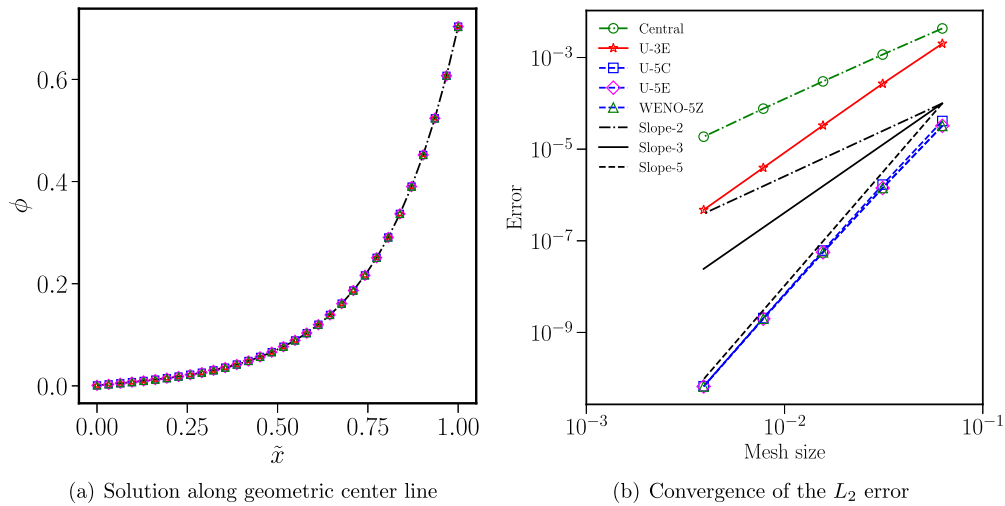 0.6
0.4
0.2
0.0
ϕ
0.00
0.25
0.50
0.75
1.00
x̃
(a) Solution along geometric center line
Central
U-3E
U-5C
U-5E
WENO-5Z
Slope-2
Slope-3
Slope-5
10⁻³
10⁻⁵
10⁻⁷
10⁻⁹
Error
10⁻³
10⁻²
10⁻¹
Mesh size
(b) Convergence of the L₂ error